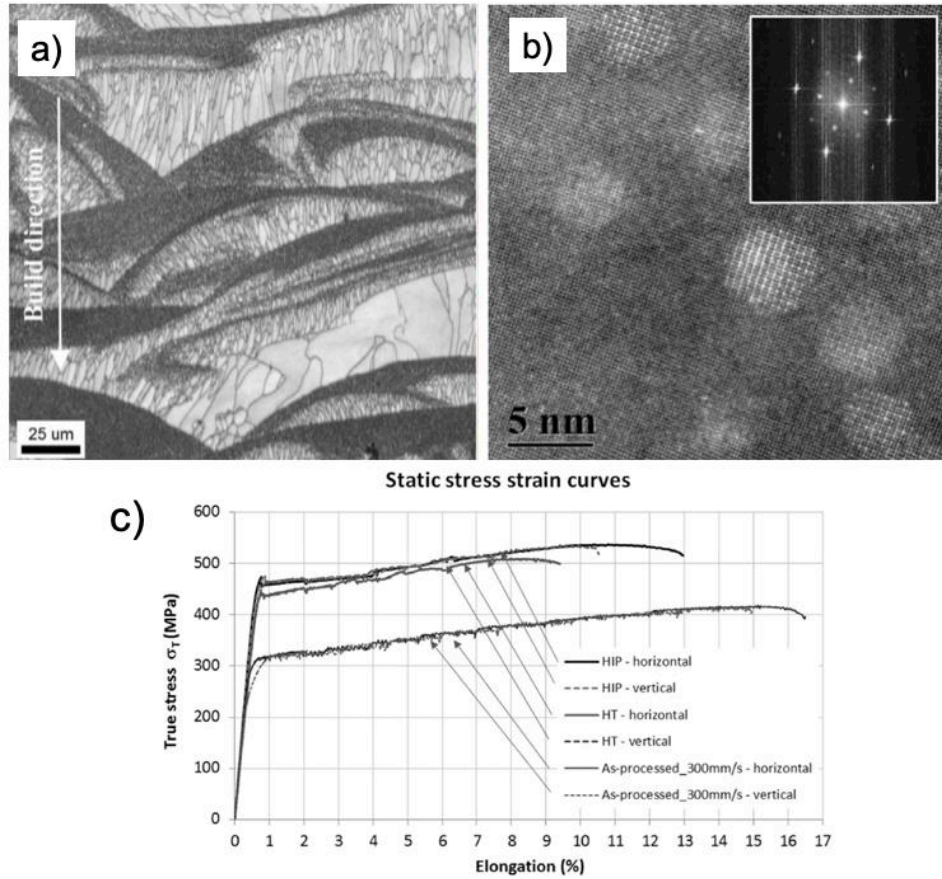 a)
Build direction
25 um
b)
5 nm
Static stress strain curves
c)
True stress σT (MPa)
600
500
400
300
200
100
0
0 1 2 3 4 5 6 7 8 9 10 11 12 13 14 15 16 17
Elongation (%)
HIP - horizontal
HIP - vertical
HT - horizontal
HT - vertical
As-processed_300mm/s - horizontal
As-processed_300mm/s - vertical